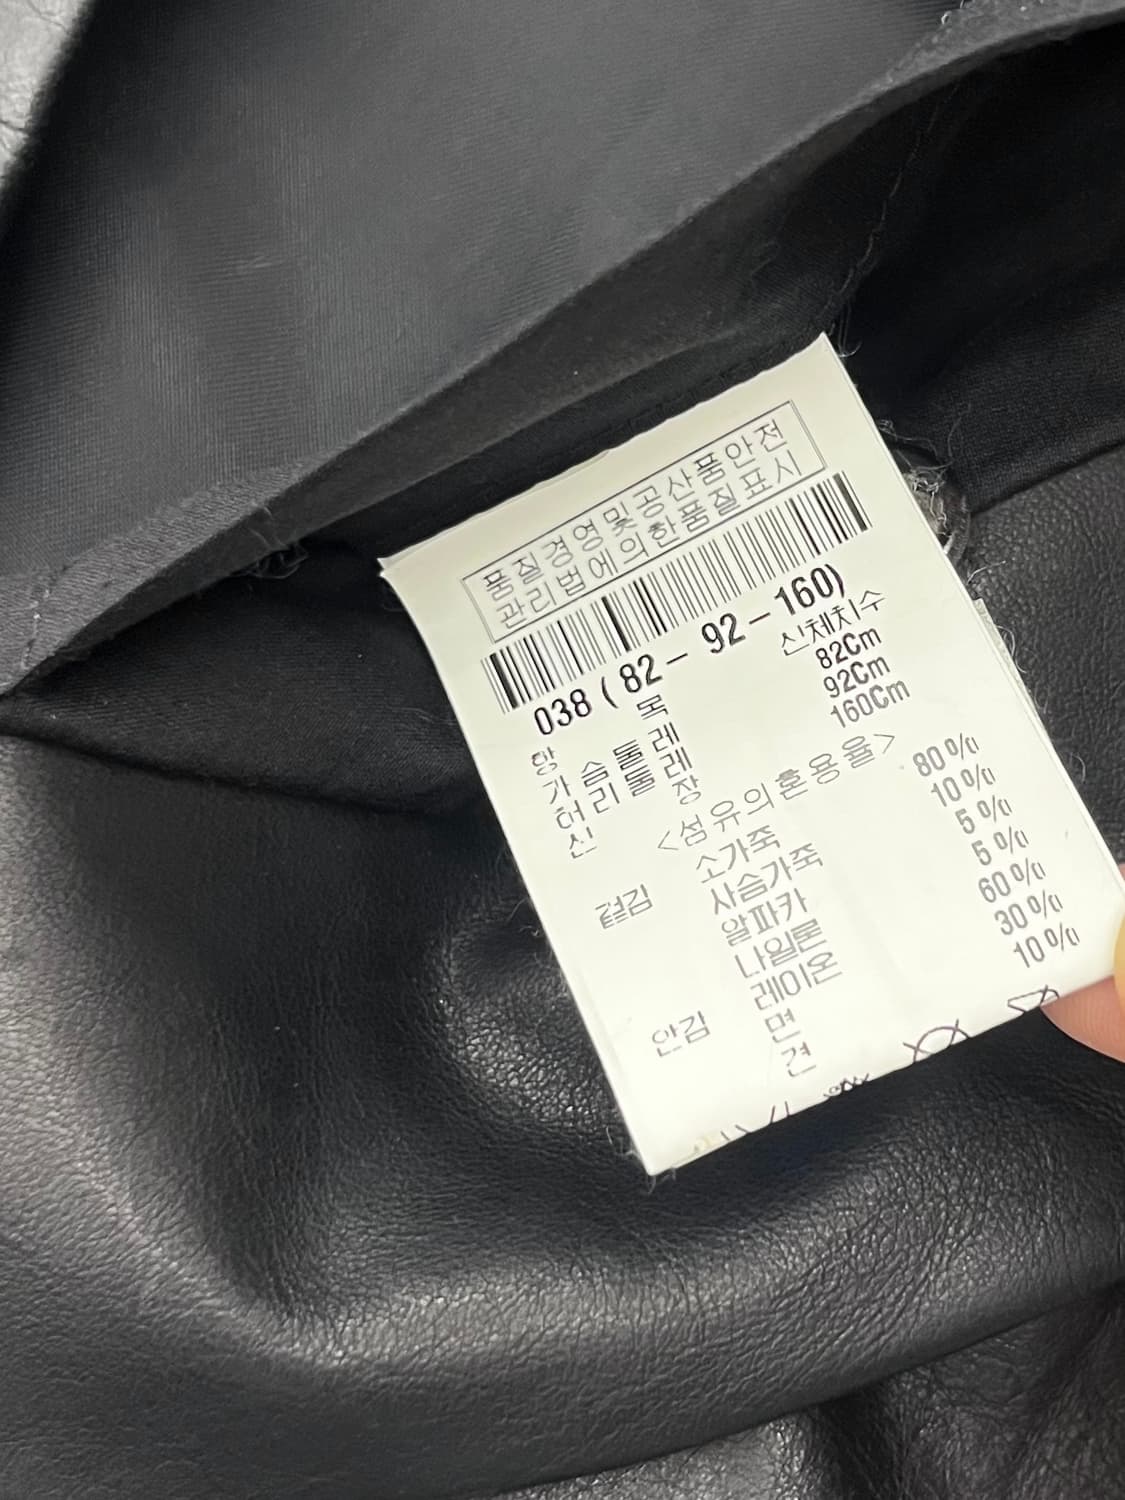 품질경영및공산품안전
관리법에의한품질표시
038 ( 82 - 92 - 160)
항 목 신체치수
가슴둘레 82Cm
허리둘레 92Cm
신 장 160Cm
<섬유의혼용율>
겉감 소가죽 80%
사슴가죽 10%
알파카 5%
나일론 5%
안감 레이온 60%
면 30%
견 10%